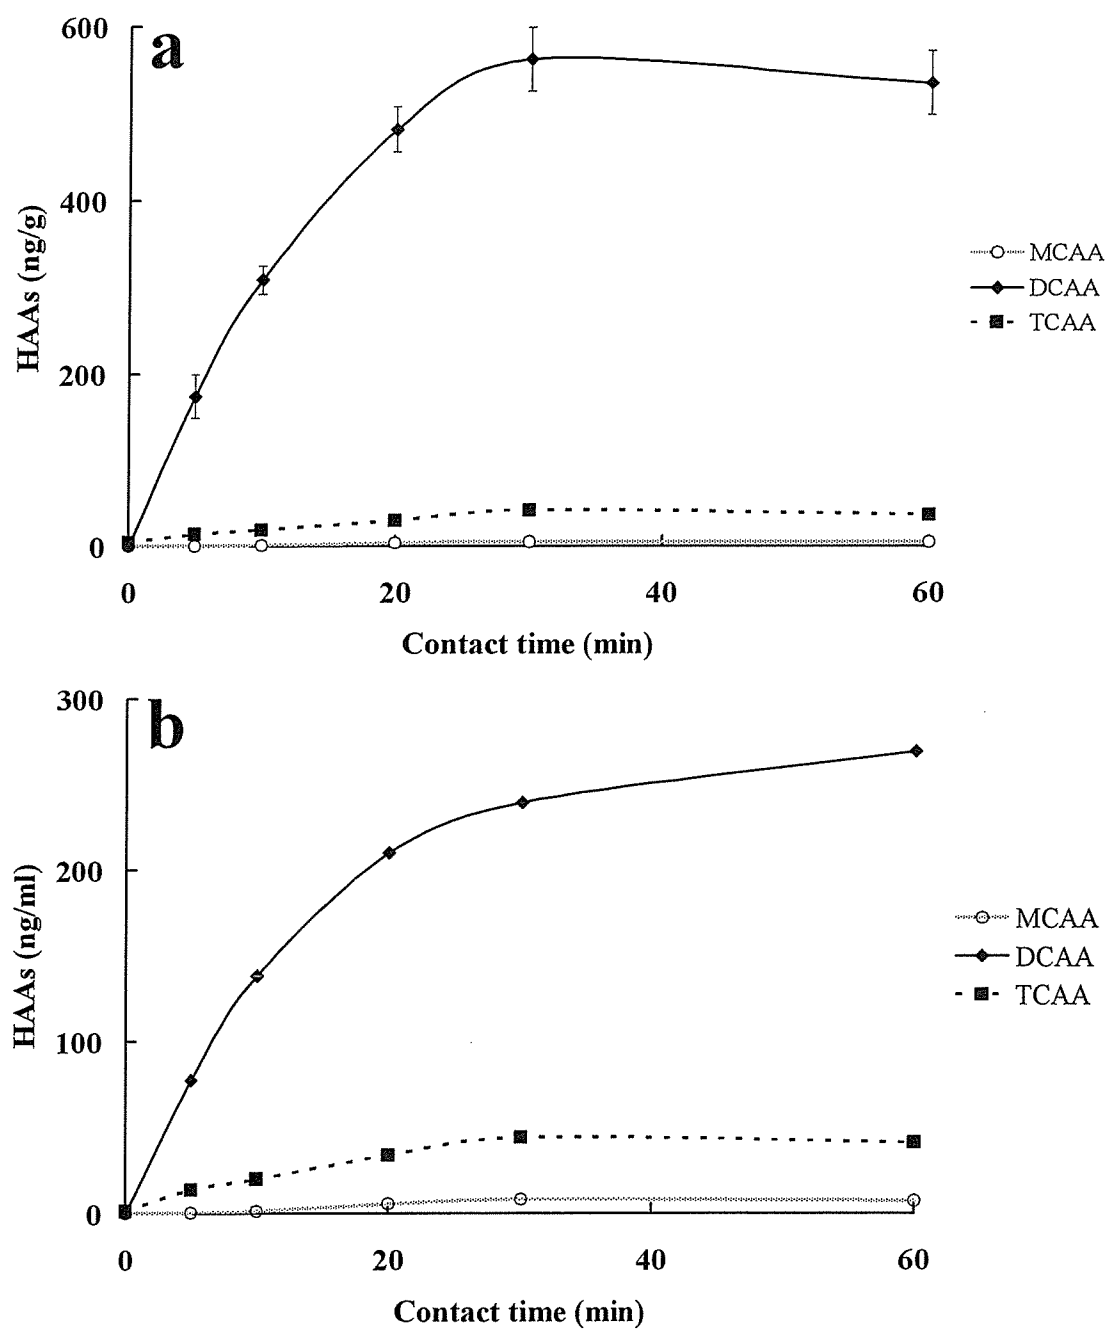 a
600
400
200
0
HAAs (ng/g)
0 20 40 60
Contact time (min)
MCAA
DCAA
TCAA
b
300
200
100
0
HAAs (ng/ml)
0 20 40 60
Contact time (min)
MCAA
DCAA
TCAA